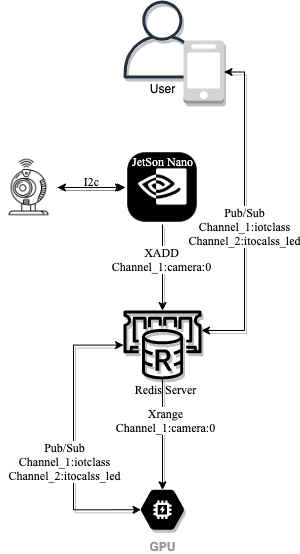 User
JetSon Nano
I2c
Pub/Sub
Channel_1:iotclass
Channel_2:itocalss_led
XADD
Channel_1:camera:0
R
Redis Server
Xrange
Channel_1:camera:0
Pub/Sub
Channel_1:iotclass
Channel_2:itocalss_led
GPU